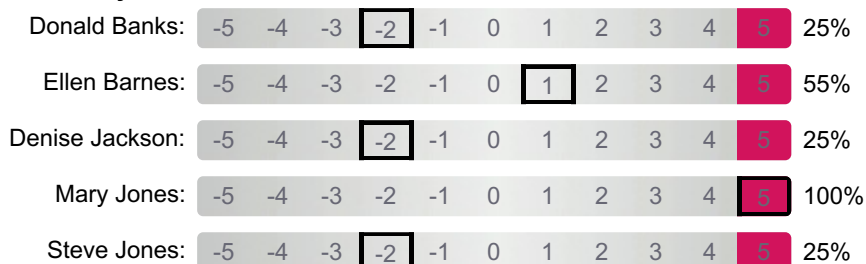 Donald Banks: -5 -4 -3 -2 -1 0 1 2 3 4 5 25%
Ellen Barnes: -5 -4 -3 -2 -1 0 1 2 3 4 5 55%
Denise Jackson: -5 -4 -3 -2 -1 0 1 2 3 4 5 25%
Mary Jones: -5 -4 -3 -2 -1 0 1 2 3 4 5 100%
Steve Jones: -5 -4 -3 -2 -1 0 1 2 3 4 5 25%